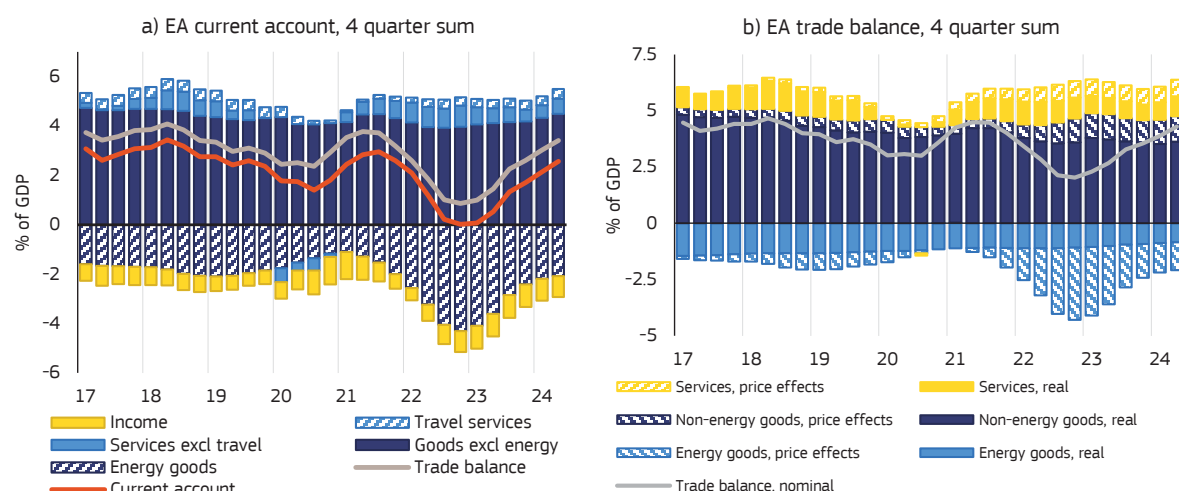 a) EA current account, 4 quarter sum
% of GDP
6
4
2
0
-2
-4
-6
17 18 19 20 21 22 23 24
Income
Travel services
Services excl travel
Goods excl energy
Energy goods
Trade balance
Current account
b) EA trade balance, 4 quarter sum
% of GDP
7.5
5
2.5
0
-2.5
-5
17 18 19 20 21 22 23 24
Services, price effects
Services, real
Non-energy goods, price effects
Non-energy goods, real
Energy goods, price effects
Energy goods, real
Trade balance, nominal